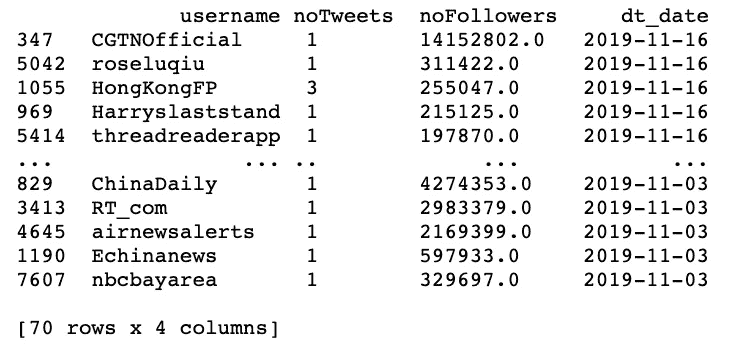 username noTweets noFollowers dt_date
347 CGTNOfficial 1 14152802.0 2019-11-16
5042 roseluqiu 1 311422.0 2019-11-16
1055 HongKongFP 3 255047.0 2019-11-16
969 Harryslaststand 1 215125.0 2019-11-16
5414 threadreaderapp 1 197870.0 2019-11-16
... ... .. ... ...
829 ChinaDaily 1 4274353.0 2019-11-03
3413 RT_com 1 2983379.0 2019-11-03
4645 airnewsalerts 1 2169399.0 2019-11-03
1190 Echinanews 1 597933.0 2019-11-03
7607 nbcbayarea 1 329697.0 2019-11-03
[70 rows x 4 columns]